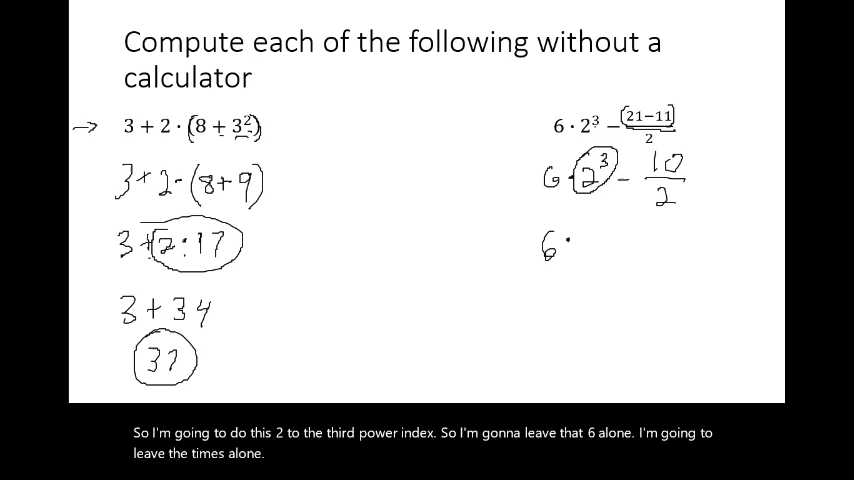 Compute each of the following without a
calculator
3 + 2 · (8 + 3²)
3 + 2 · (8 + 9)
3 + 2 · 17
3 + 34
37
6 · 2³ − (21−11)/2
6 · 2³ − 10/2
6 ·
So I'm going to do this 2 to the third power index. So I'm gonna leave that 6 alone. I'm going to
leave the times alone.